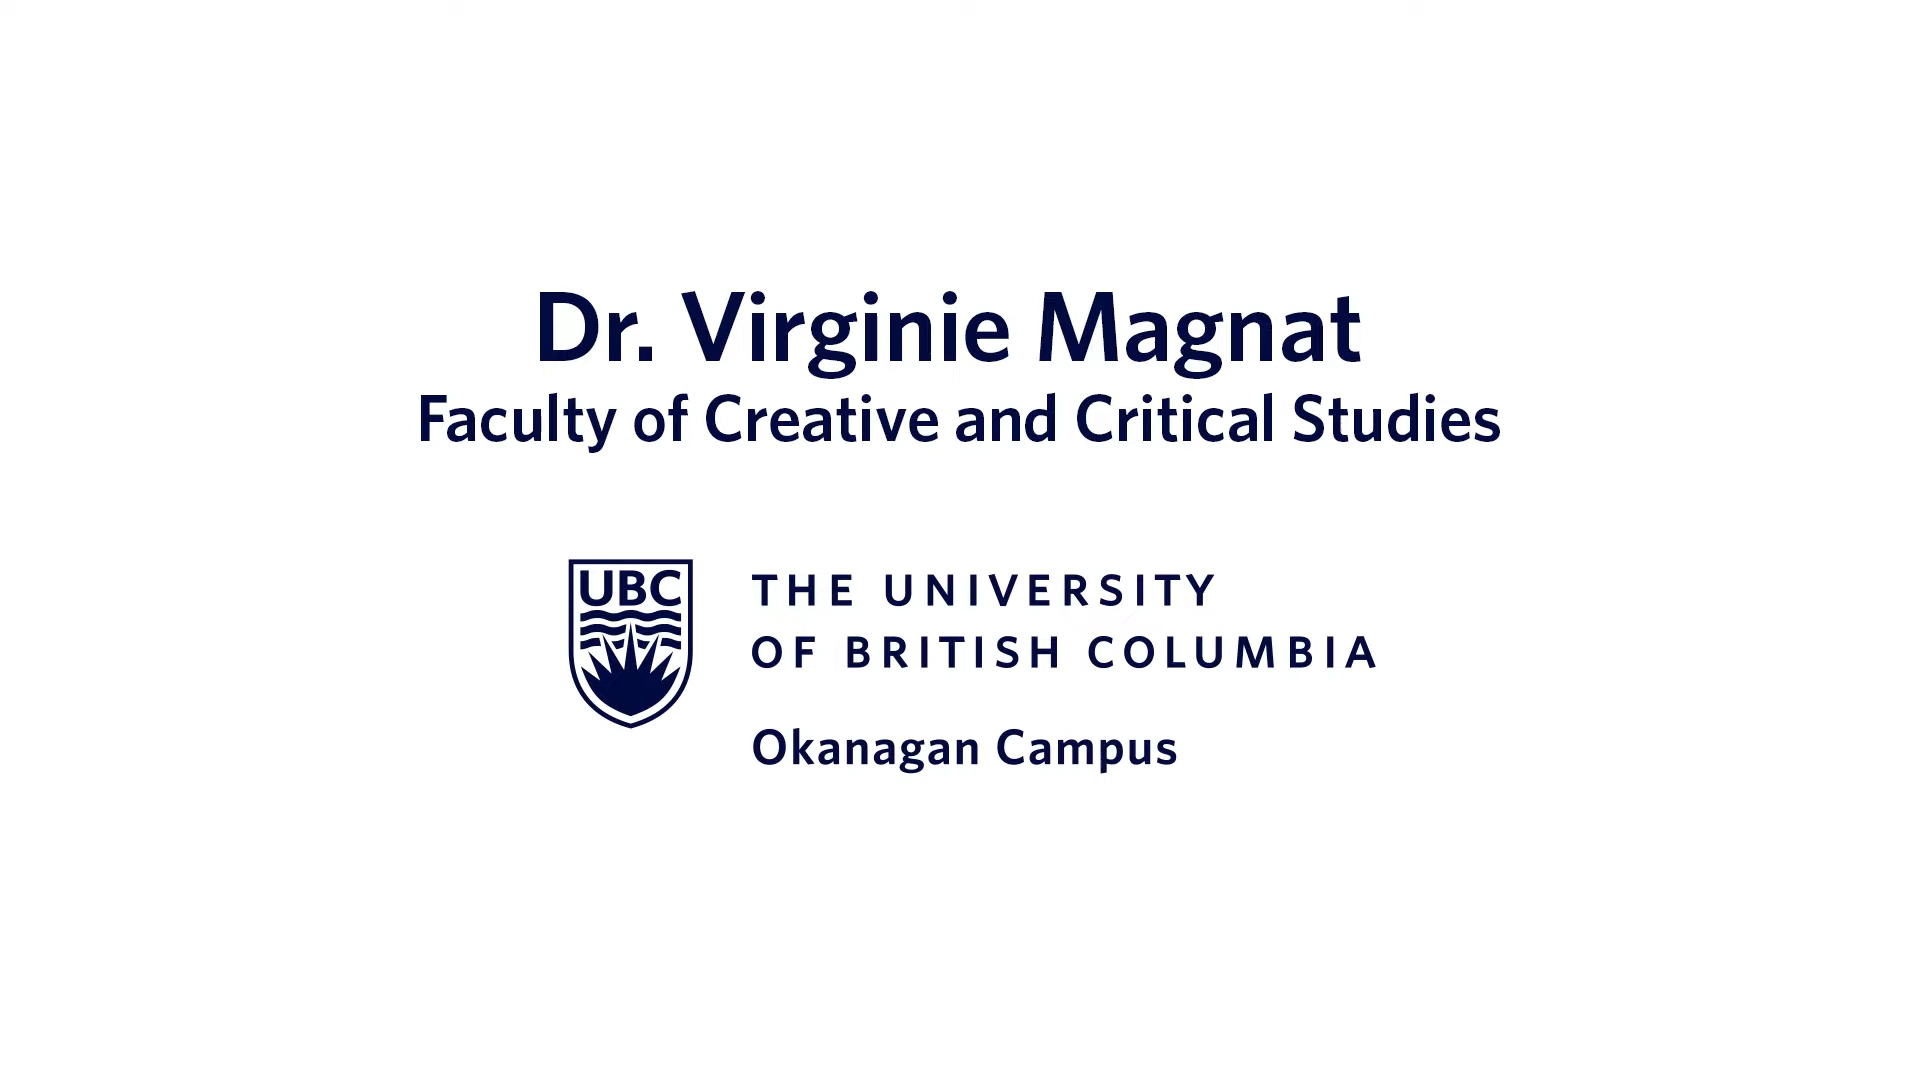 Dr. Virginie Magnat
Faculty of Creative and Critical Studies
UBC
THE UNIVERSITY
OF BRITISH COLUMBIA
Okanagan Campus